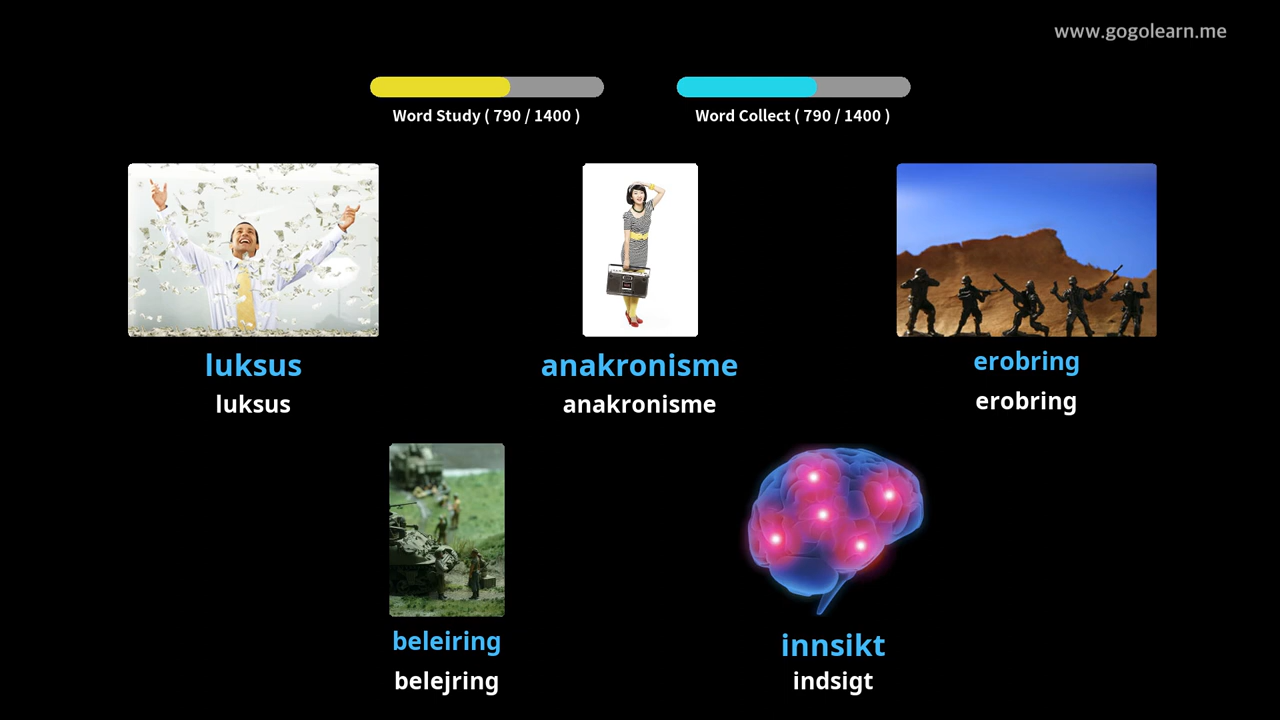 www.gogolearn.me
Word Study ( 790 / 1400 )
Word Collect ( 790 / 1400 )
luksus
luksus
anakronisme
anakronisme
erobring
erobring
beleiring
belejring
innsikt
indsigt